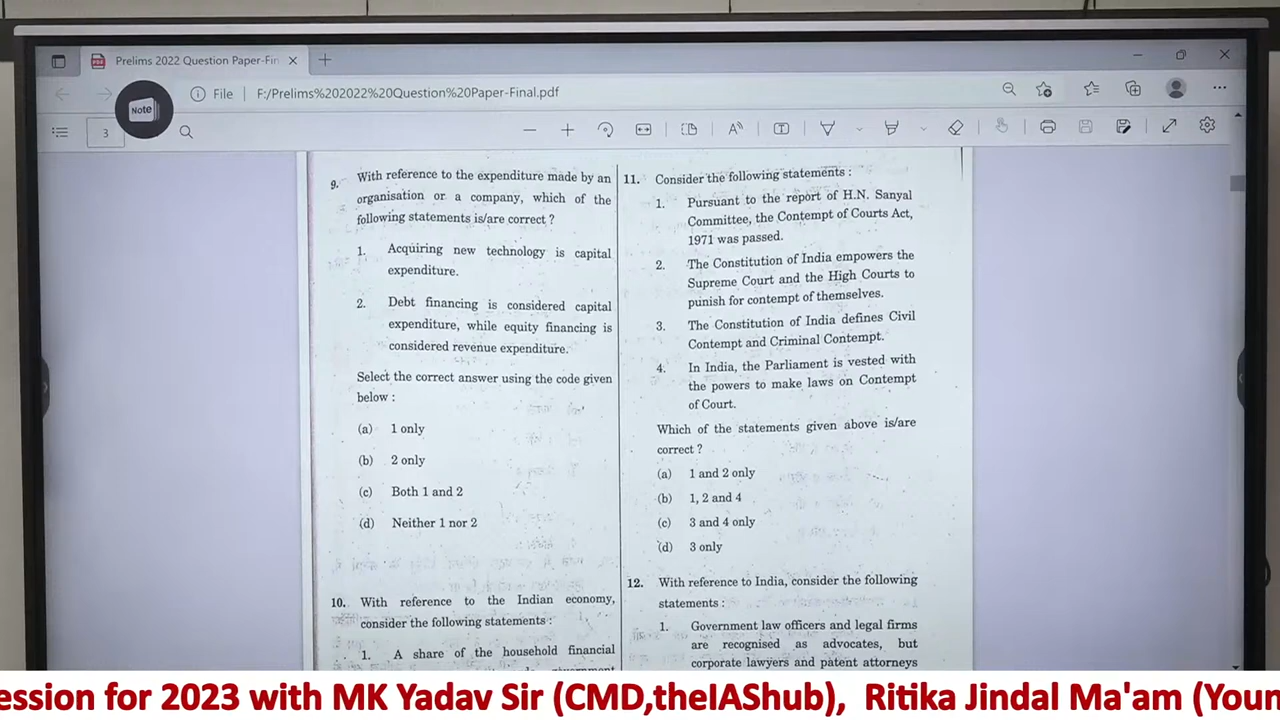 Prelims 2022 Question Paper-Fin
Note
File
F:/Prelims%202022%20Question%20Paper-Final.pdf
3
9. With reference to the expenditure made by an
organisation or a company, which of the
following statements is/are correct ?
1. Acquiring new technology is capital
expenditure.
2. Debt financing is considered capital
expenditure, while equity financing is
considered revenue expenditure.
Select the correct answer using the code given
below :
(a) 1 only
(b) 2 only
(c) Both 1 and 2
(d) Neither 1 nor 2
10. With reference to the Indian economy,
consider the following statements :
1. A share of the household financial
11. Consider the following statements :
1. Pursuant to the report of H.N. Sanyal
Committee, the Contempt of Courts Act,
1971 was passed.
2. The Constitution of India empowers the
Supreme Court and the High Courts to
punish for contempt of themselves.
3. The Constitution of India defines Civil
Contempt and Criminal Contempt.
4. In India, the Parliament is vested with
the powers to make laws on Contempt
of Court.
Which of the statements given above is/are
correct ?
(a) 1 and 2 only
(b) 1, 2 and 4
(c) 3 and 4 only
(d) 3 only
12. With reference to India, consider the following
statements :
1. Government law officers and legal firms
are recognised as advocates, but
corporate lawyers and patent attorneys
ession for 2023 with MK Yadav Sir (CMD,theIAShub), Ritika Jindal Ma'am (Youn